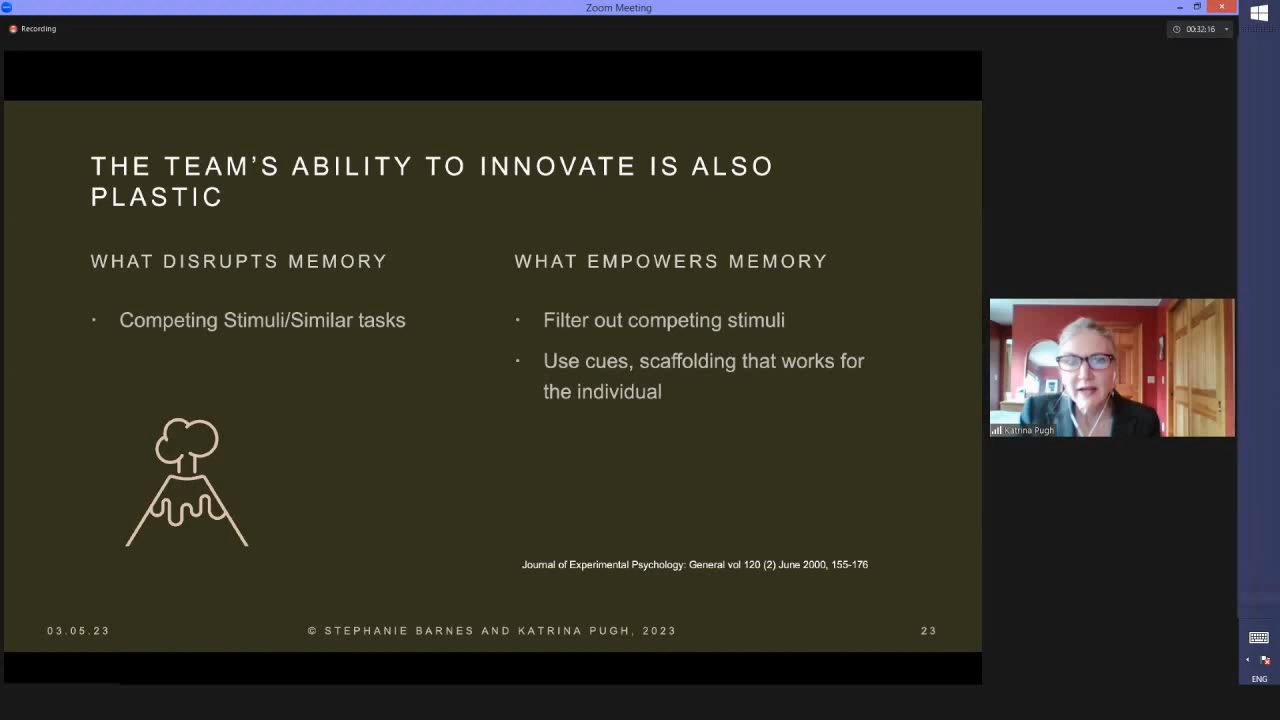 Zoom Meeting
Recording
00:32:16
THE TEAM’S ABILITY TO INNOVATE IS ALSO
PLASTIC
WHAT DISRUPTS MEMORY
· Competing Stimuli/Similar tasks
WHAT EMPOWERS MEMORY
· Filter out competing stimuli
· Use cues, scaffolding that works for
the individual
Journal of Experimental Psychology: General vol 120 (2) June 2000, 155-176
03.05.23
© STEPHANIE BARNES AND KATRINA PUGH, 2023
23
Katrina Pugh
ENG